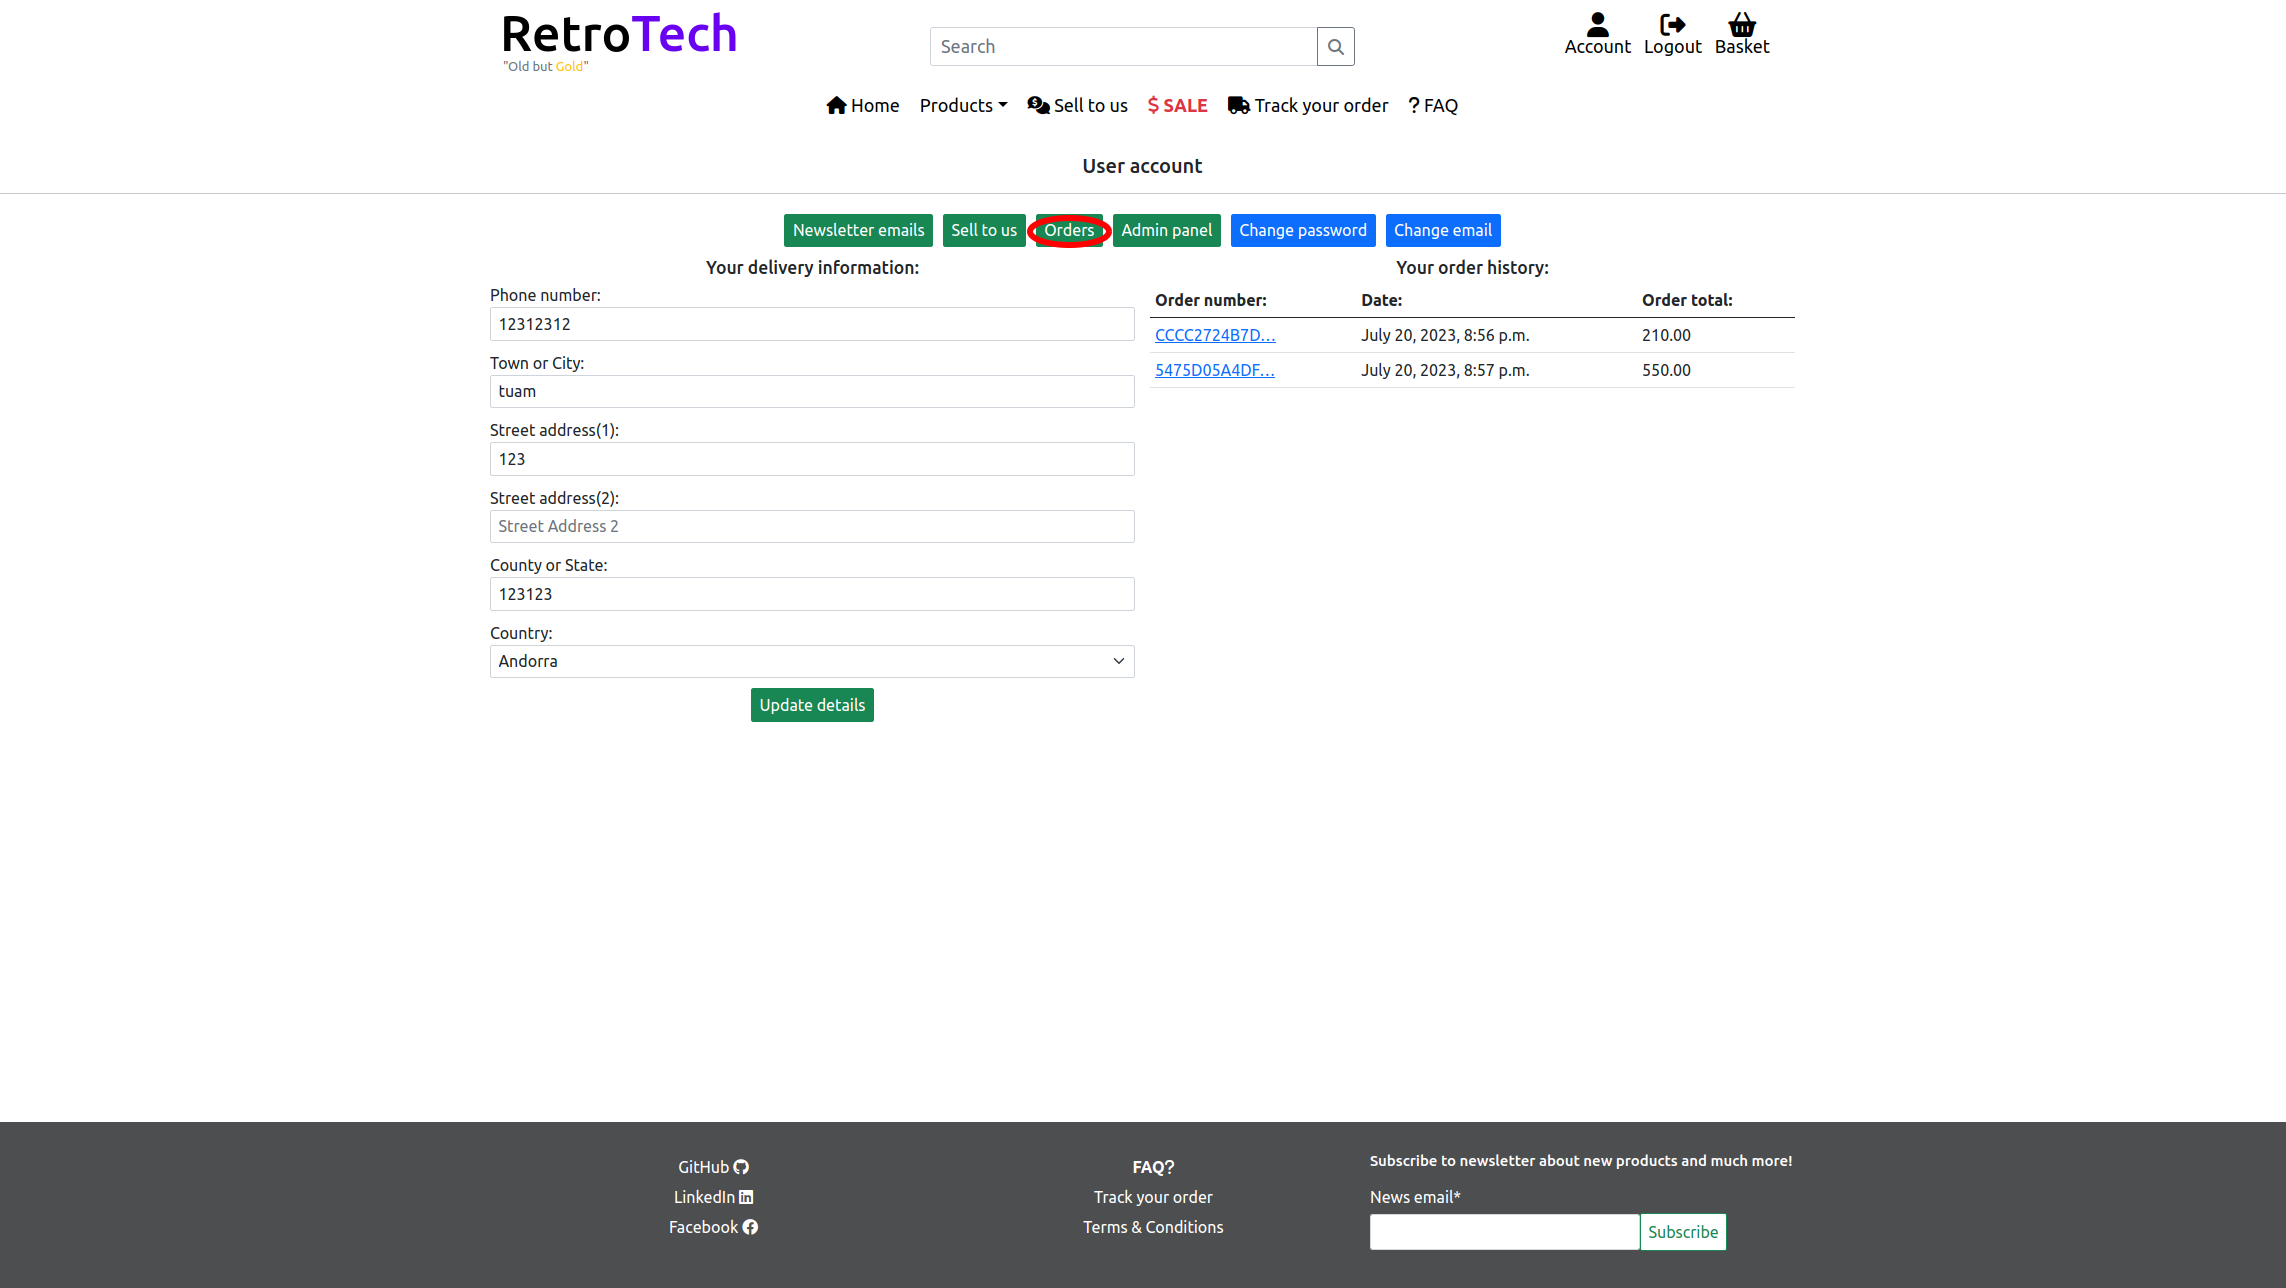 RetroTech
"Old but Gold"
Search
Account Logout Basket
Home Products Sell to us $ SALE Track your order ? FAQ
User account
Newsletter emails Sell to us Orders Admin panel Change password Change email
Your delivery information:
Phone number:
12312312
Town or City:
tuam
Street address(1):
123
Street address(2):
Street Address 2
County or State:
123123
Country:
Andorra
Update details
Your order history:
Order number: Date: Order total:
CCCC2724B7D... July 20, 2023, 8:56 p.m. 210.00
5475D05A4DF... July 20, 2023, 8:57 p.m. 550.00
GitHub
LinkedIn
Facebook
FAQ?
Track your order
Terms & Conditions
Subscribe to newsletter about new products and much more!
News email*
Subscribe